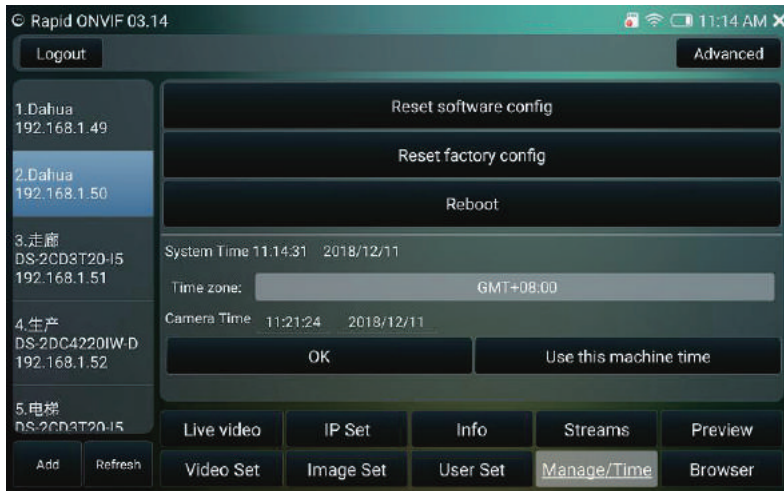 Rapid ONVIF 03.14
11:14 AM
Logout
Advanced
1.Dahua
192.168.1.49
2.Dahua
192.168.1.50
3.走廊
DS-2CD3T20-I5
192.168.1.51
4.生产
DS-2DC4220IW-D
192.168.1.52
5.电梯
DS-2CD3T20-I5
Add
Refresh
Reset software config
Reset factory config
Reboot
System Time 11:14:31 2018/12/11
Time zone: GMT+08:00
Camera Time 11:21:24 2018/12/11
OK
Use this machine time
Live video
IP Set
Info
Streams
Preview
Video Set
Image Set
User Set
Manage/Time
Browser